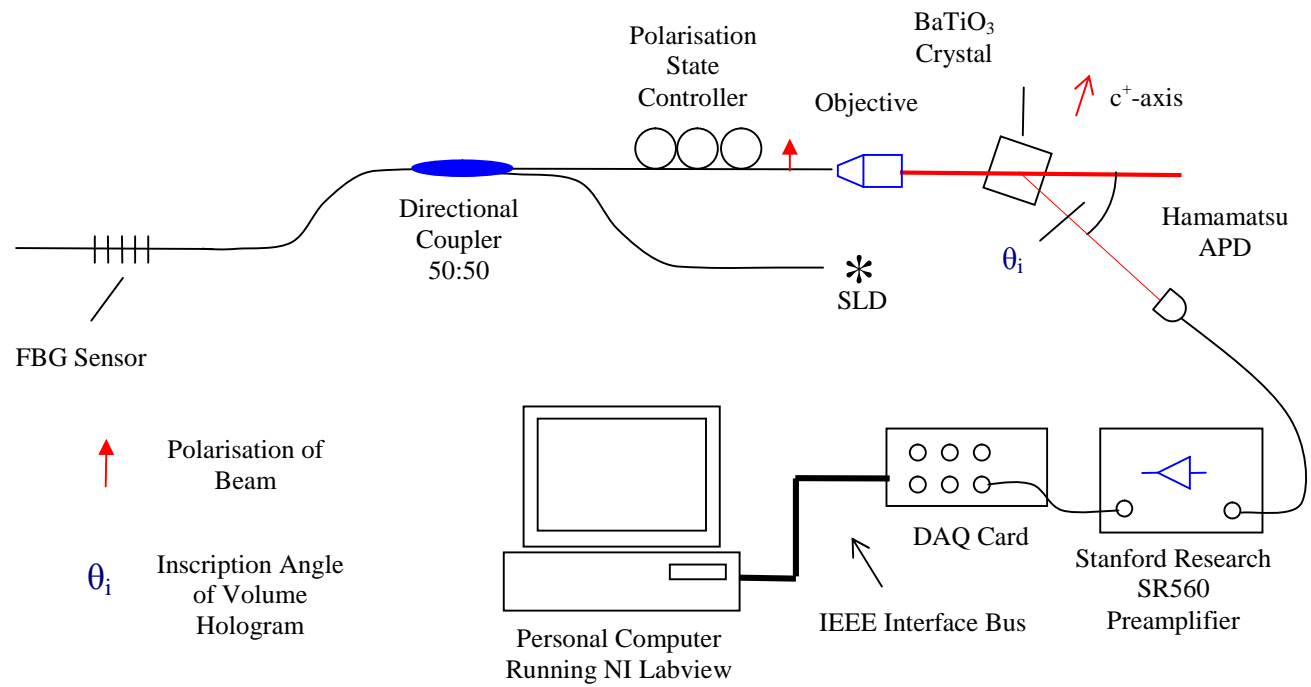 BaTiO3
Crystal
c+-axis
Polarisation
State
Controller
Objective
Directional
Coupler
50:50
Hamamatsu
APD
θi
SLD
FBG Sensor
Polarisation of
Beam
θi
Inscription Angle
of Volume
Hologram
Personal Computer
Running NI Labview
IEEE Interface Bus
DAQ Card
Stanford Research
SR560
Preamplifier